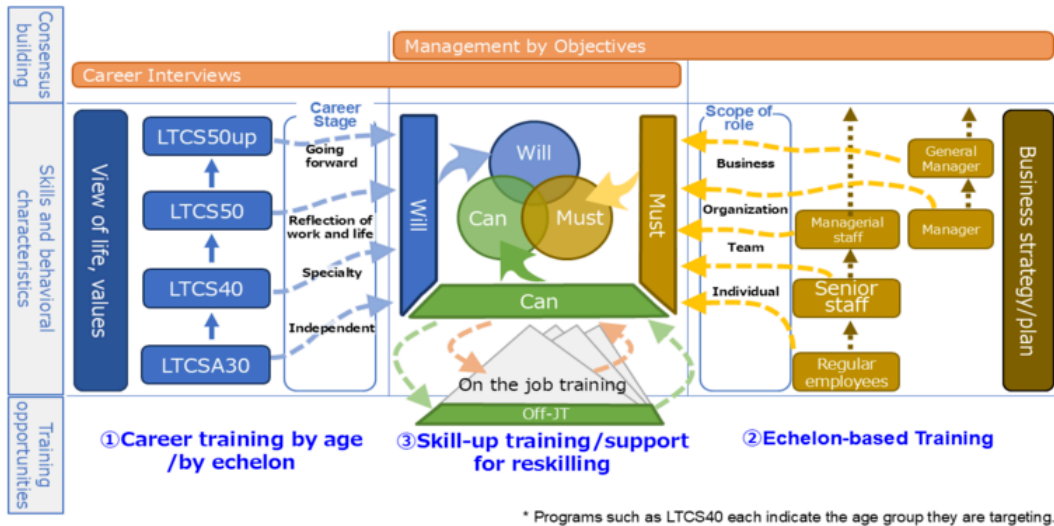 Consensus
building
Management by Objectives
Career Interviews
Skills and behavioral
characteristics
View of life, values
LTCS50up
LTCS50
LTCS40
LTCSA30
Career
Stage
Going
forward
Reflection of
work and life
Specialty
Independent
Will
Will
Can
Must
Must
Can
On the job training
Off-JT
Scope of
role
Business
Organization
Team
Individual
General
Manager
Manager
Managerial
staff
Senior
staff
Regular
employees
Business strategy/plan
Training
opportunities
①Career training by age
/by echelon
③Skill-up training/support
for reskilling
②Echelon-based Training
* Programs such as LTCS40 each indicate the age group they are targeting.